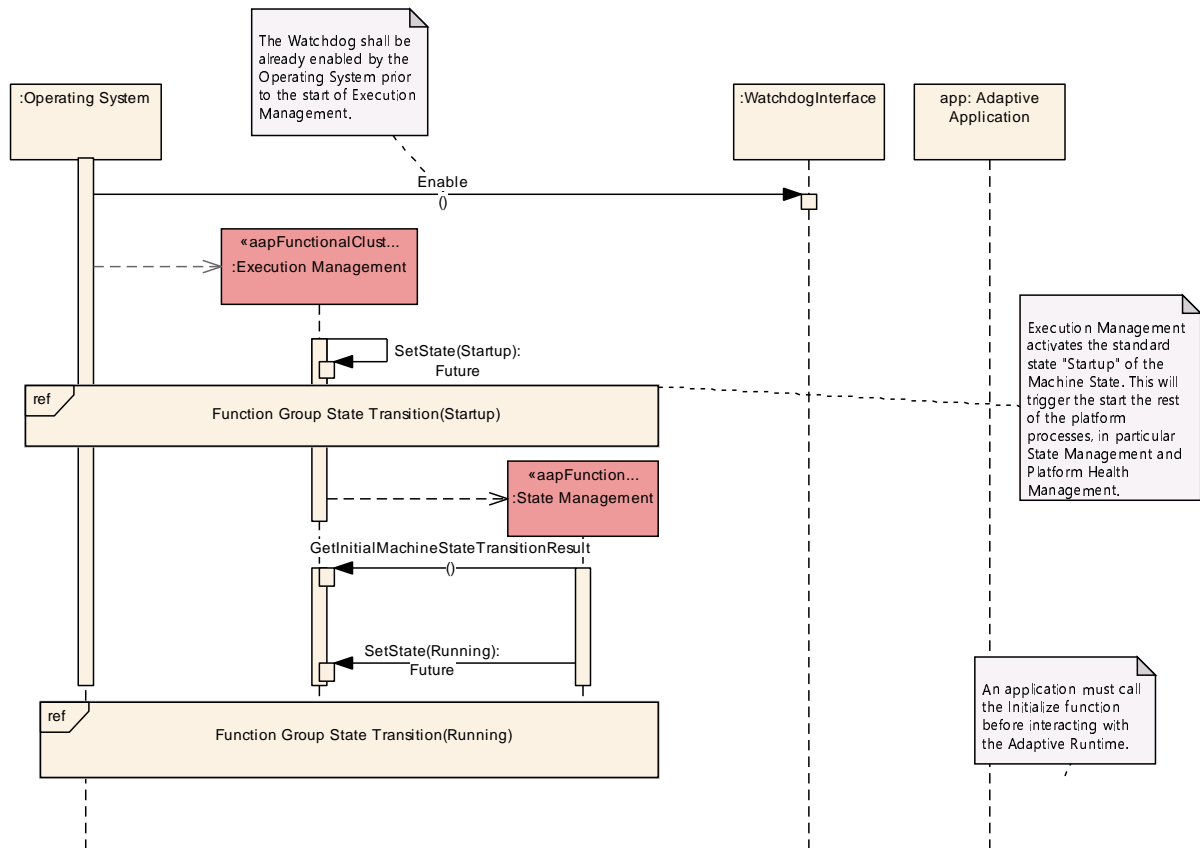 The Watchdog shall be
already enabled by the
Operating System prior
to the start of Execution
Management.
:Operating System
:WatchdogInterface
app: Adaptive
Application
Enable
()
«aapFunctionalClust...
:Execution Management
SetState(Startup):
Future
Execution Management
activates the standard
state "Startup" of the
Machine State. This will
trigger the start the rest
of the platform
processes, in particular
State Management and
Platform Health
Management.
ref
Function Group State Transition(Startup)
«aapFunction...
:State Management
GetInitialMachineStateTransitionResult
()
SetState(Running):
Future
An application must call
the Initialize function
before interacting with
the Adaptive Runtime.
ref
Function Group State Transition(Running)